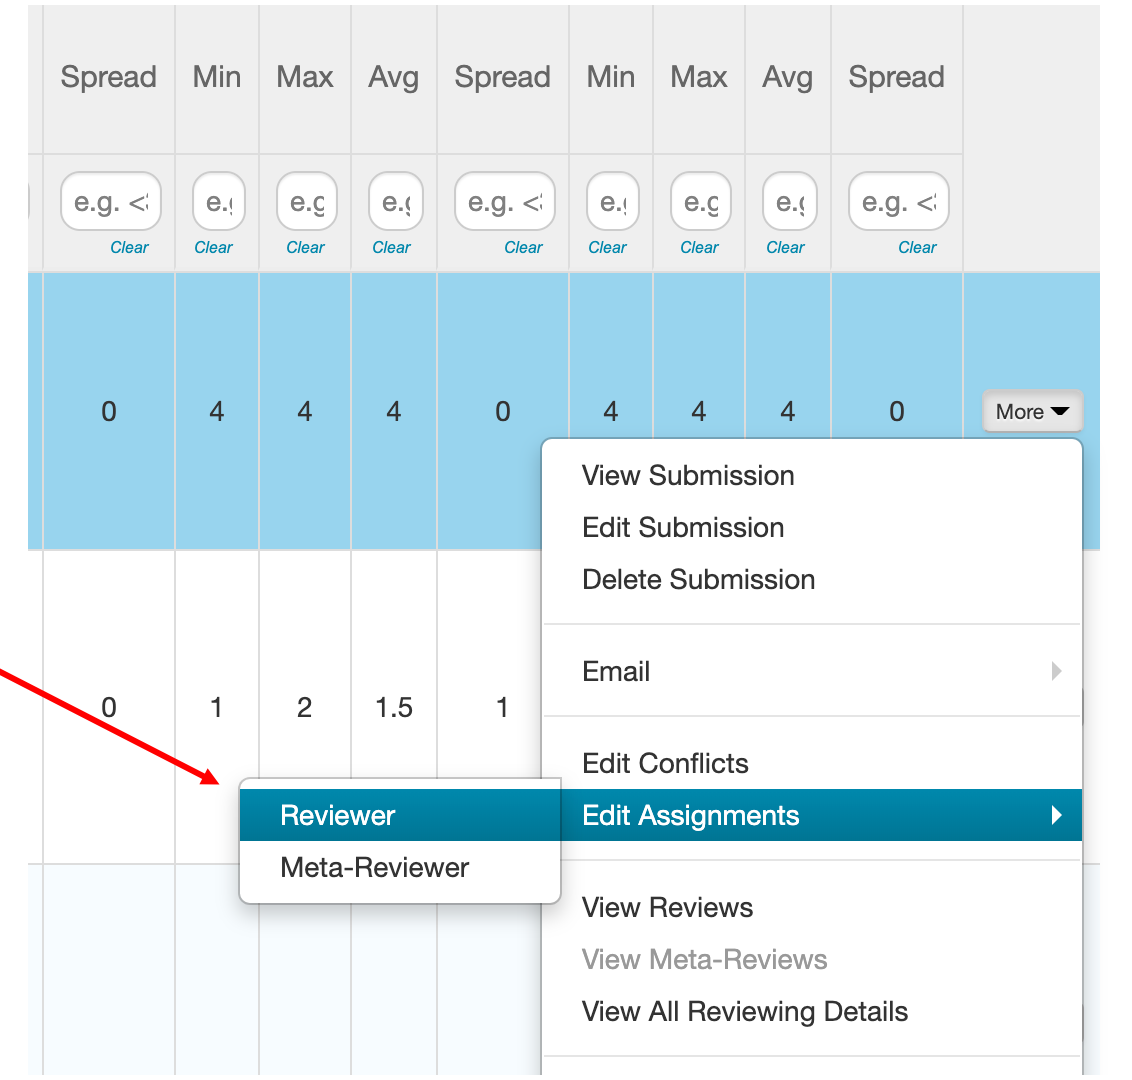 Spread Min Max Avg Spread Min Max Avg Spread
e.g. < e.g e.g e.g e.g. < e.g e.g e.g e.g. <
Clear Clear Clear Clear Clear Clear Clear Clear Clear
0 4 4 4 0 4 4 4 0 More
View Submission
Edit Submission
Delete Submission
Email
0 1 2 1.5 1
Edit Conflicts
Reviewer Edit Assignments
Meta-Reviewer
View Reviews
View Meta-Reviews
View All Reviewing Details